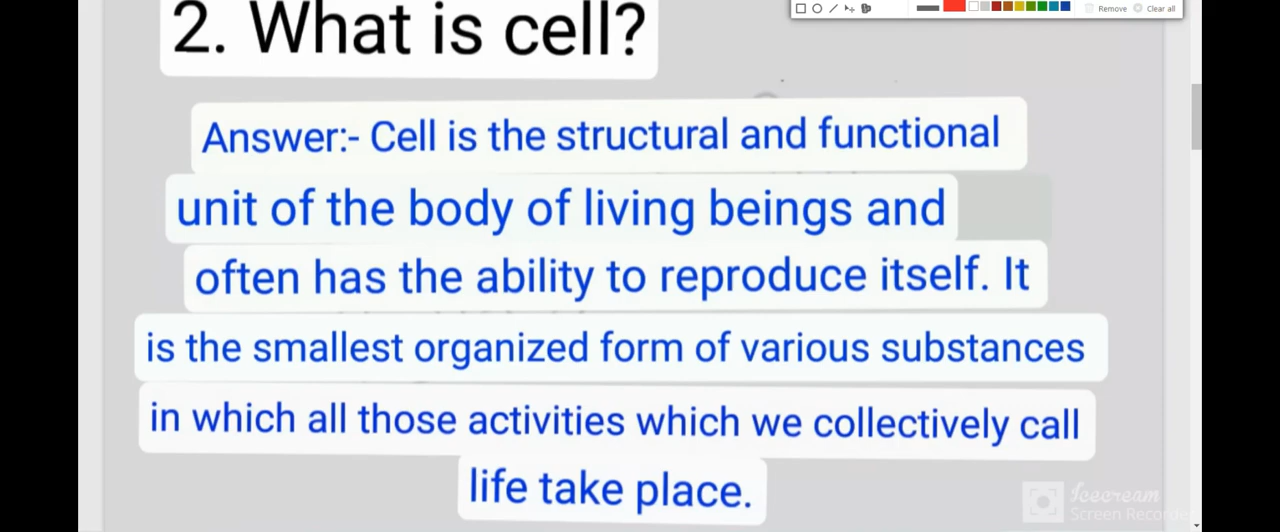 Remove Clear all
2. What is cell?
Answer:- Cell is the structural and functional
unit of the body of living beings and
often has the ability to reproduce itself. It
is the smallest organized form of various substances
in which all those activities which we collectively call
life take place.
Icecream
Screen Recorder